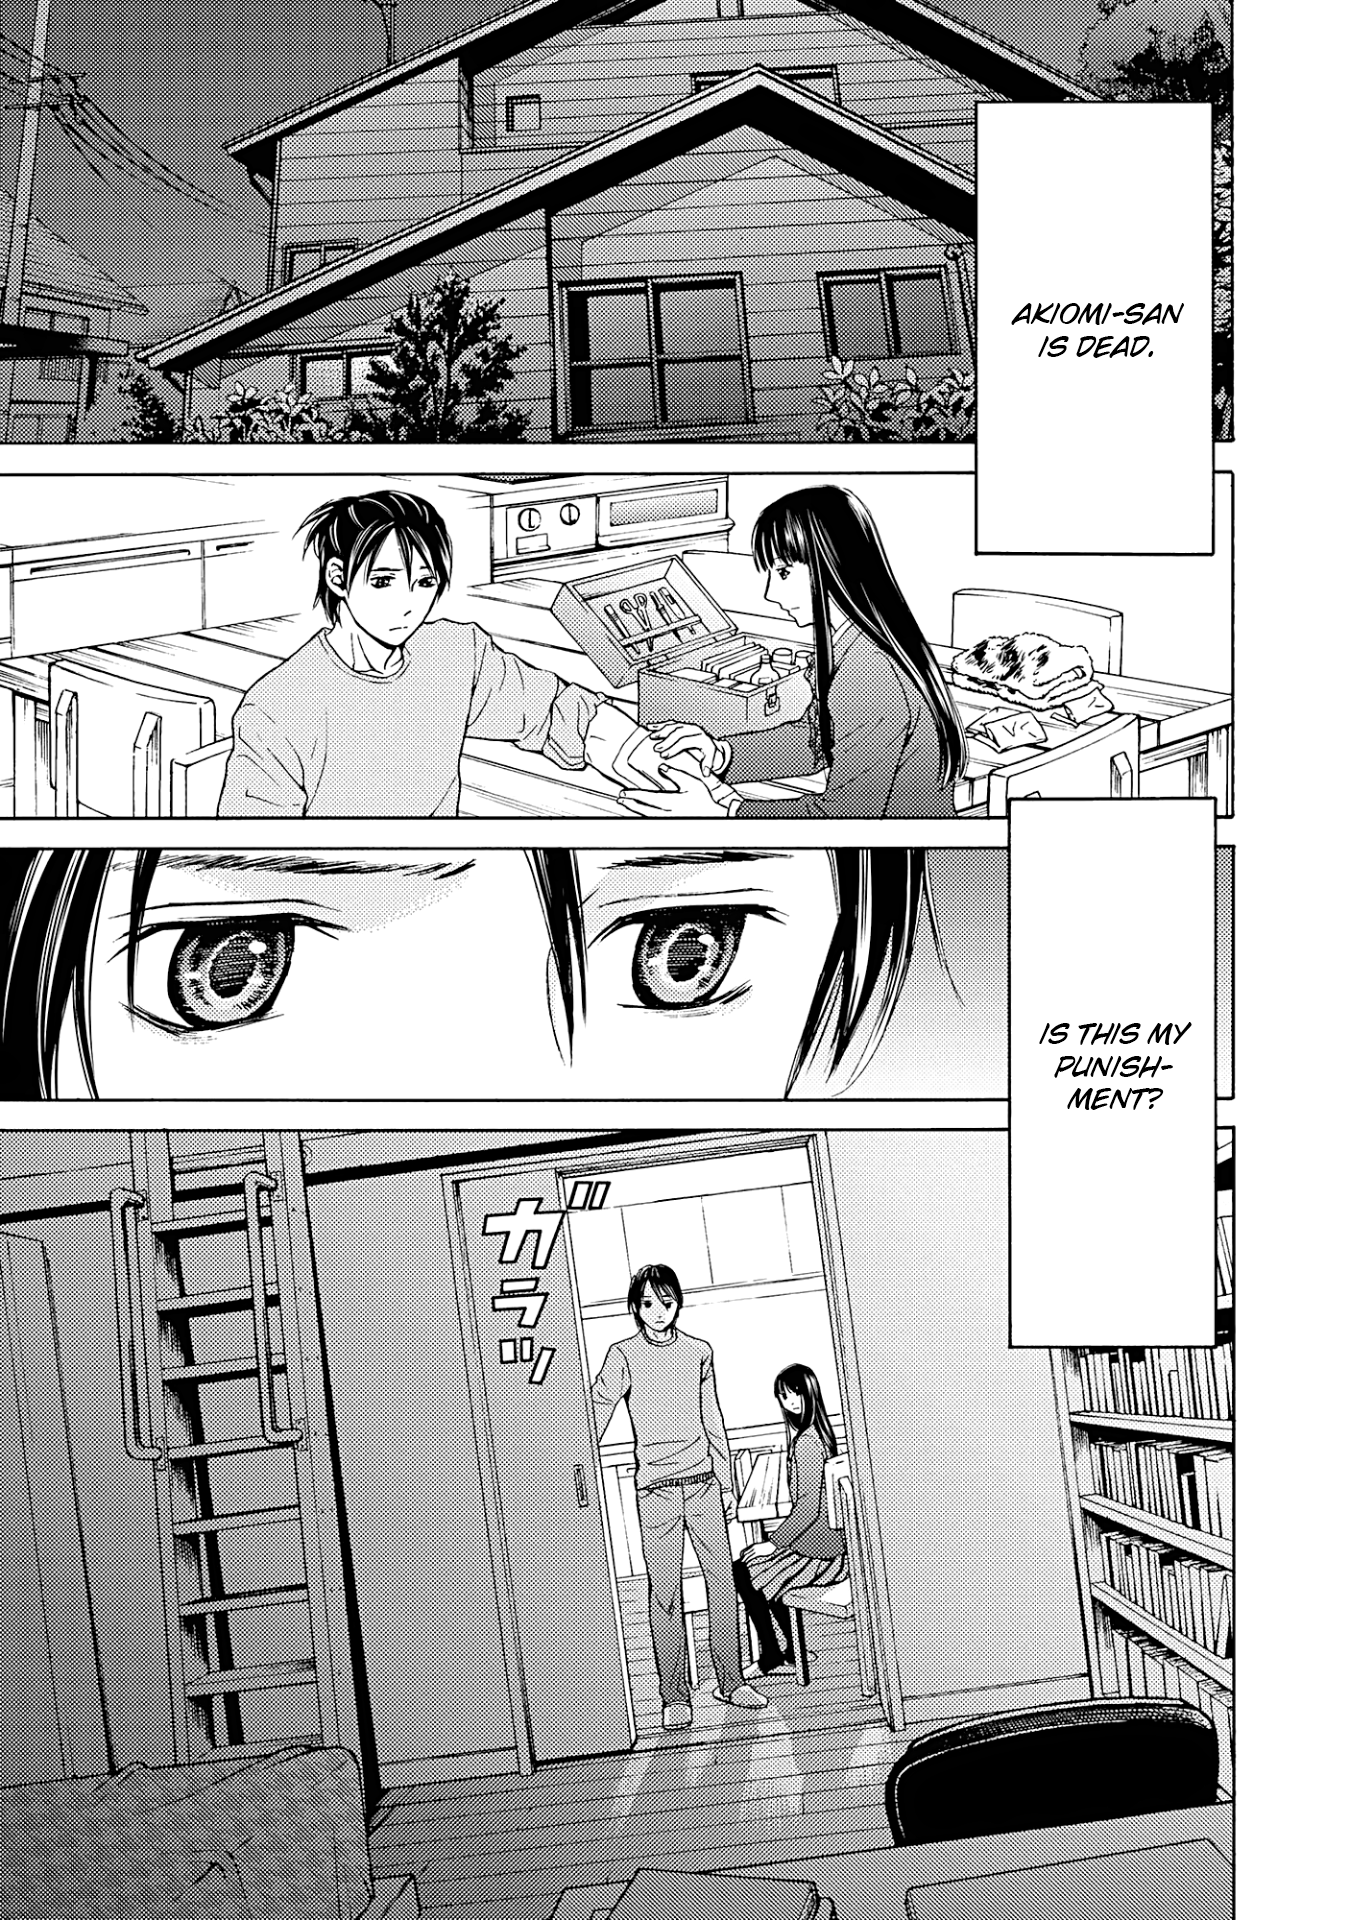 AKIOMI-SAN
IS DEAD.
IS THIS MY
PUNISH-
MENT?
ガラッ